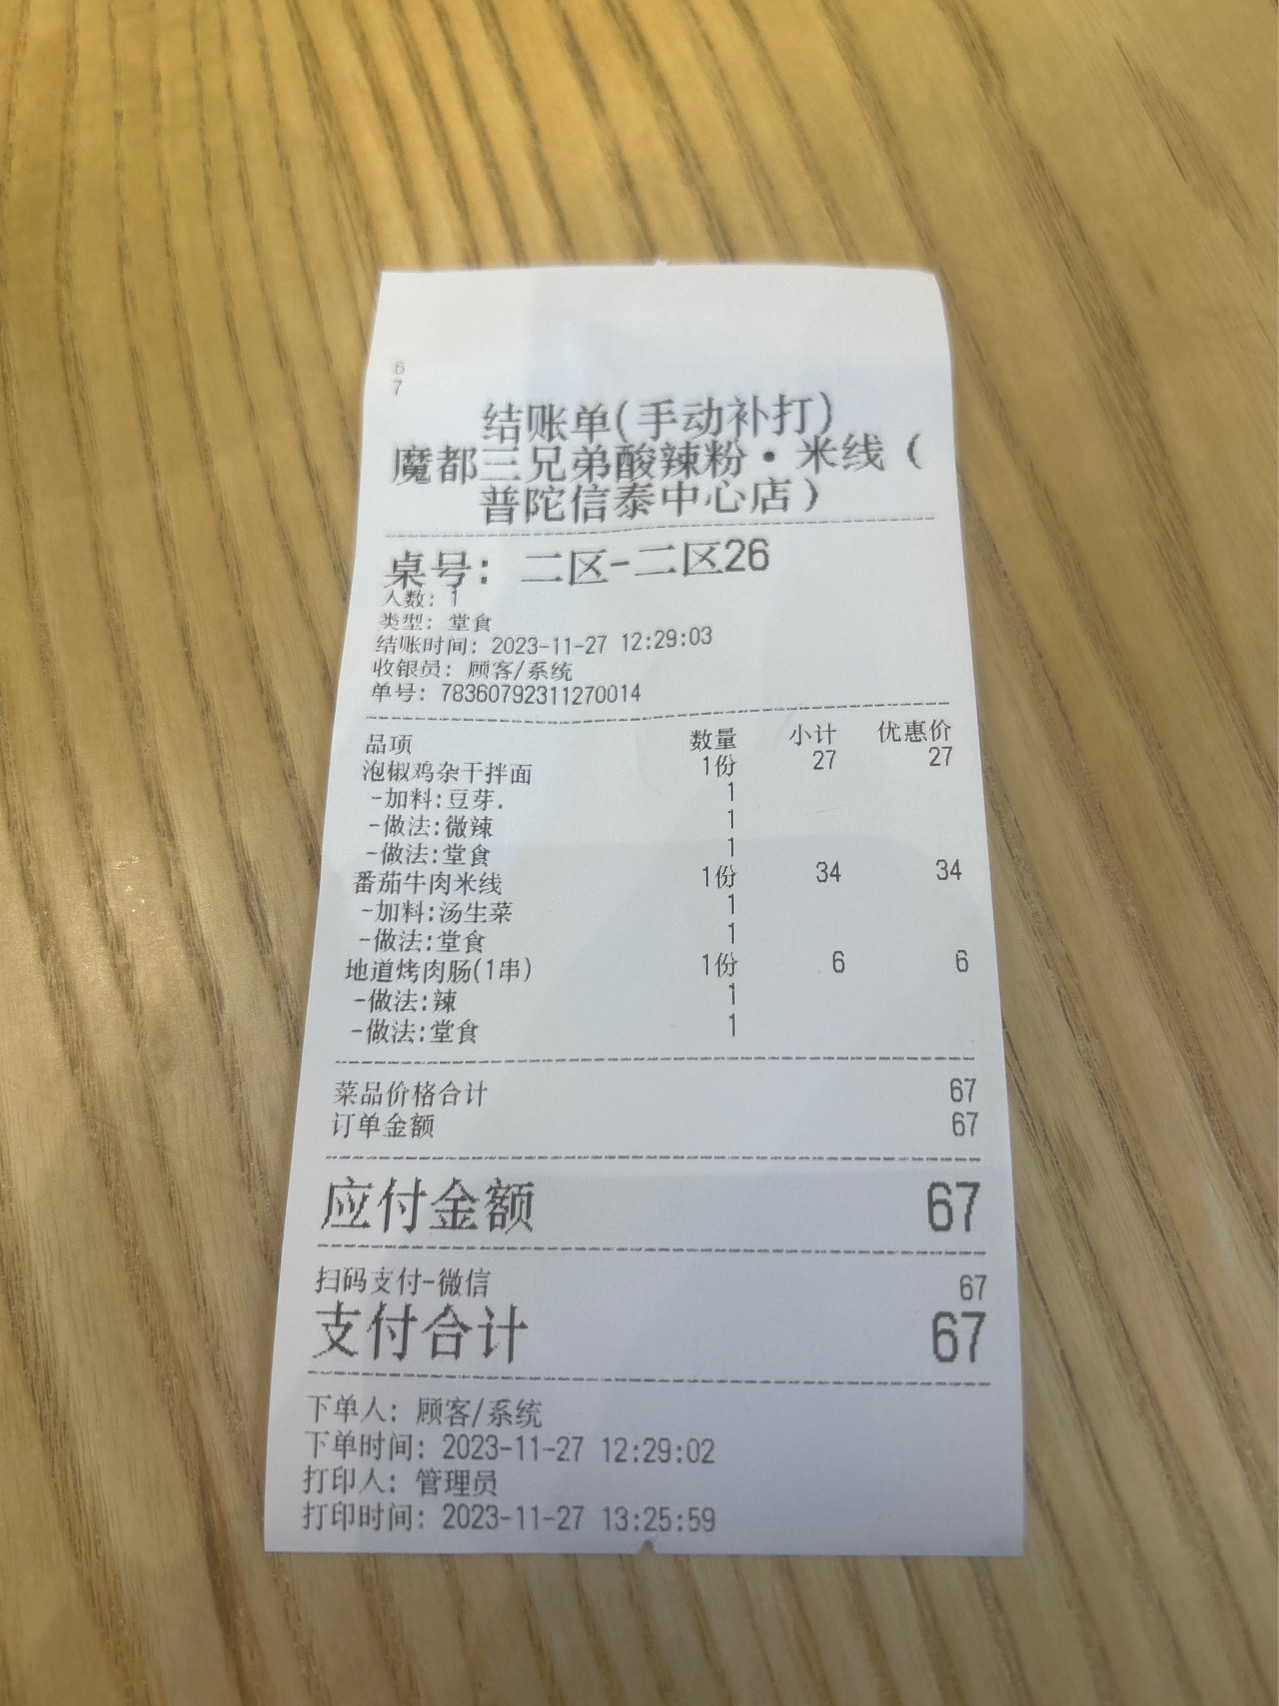 6
7
结账单(手动补打)
魔都三兄弟酸辣粉·米线(
普陀信泰中心店)
桌号: 二区-二区26
人数: 1
类型: 堂食
结账时间: 2023-11-27 12:29:03
收银员: 顾客/系统
单号: 78360792311270014
品项 数量 小计 优惠价
泡椒鸡杂干拌面 1份 27 27
-加料:豆芽. 1
-做法:微辣 1
-做法:堂食 1
番茄牛肉米线 1份 34 34
-加料:汤生菜 1
-做法:堂食 1
地道烤肉肠(1串) 1份 6 6
-做法:辣 1
-做法:堂食 1
菜品价格合计 67
订单金额 67
应付金额 67
扫码支付-微信 67
支付合计 67
下单人: 顾客/系统
下单时间: 2023-11-27 12:29:02
打印人: 管理员
打印时间: 2023-11-27 13:25:59